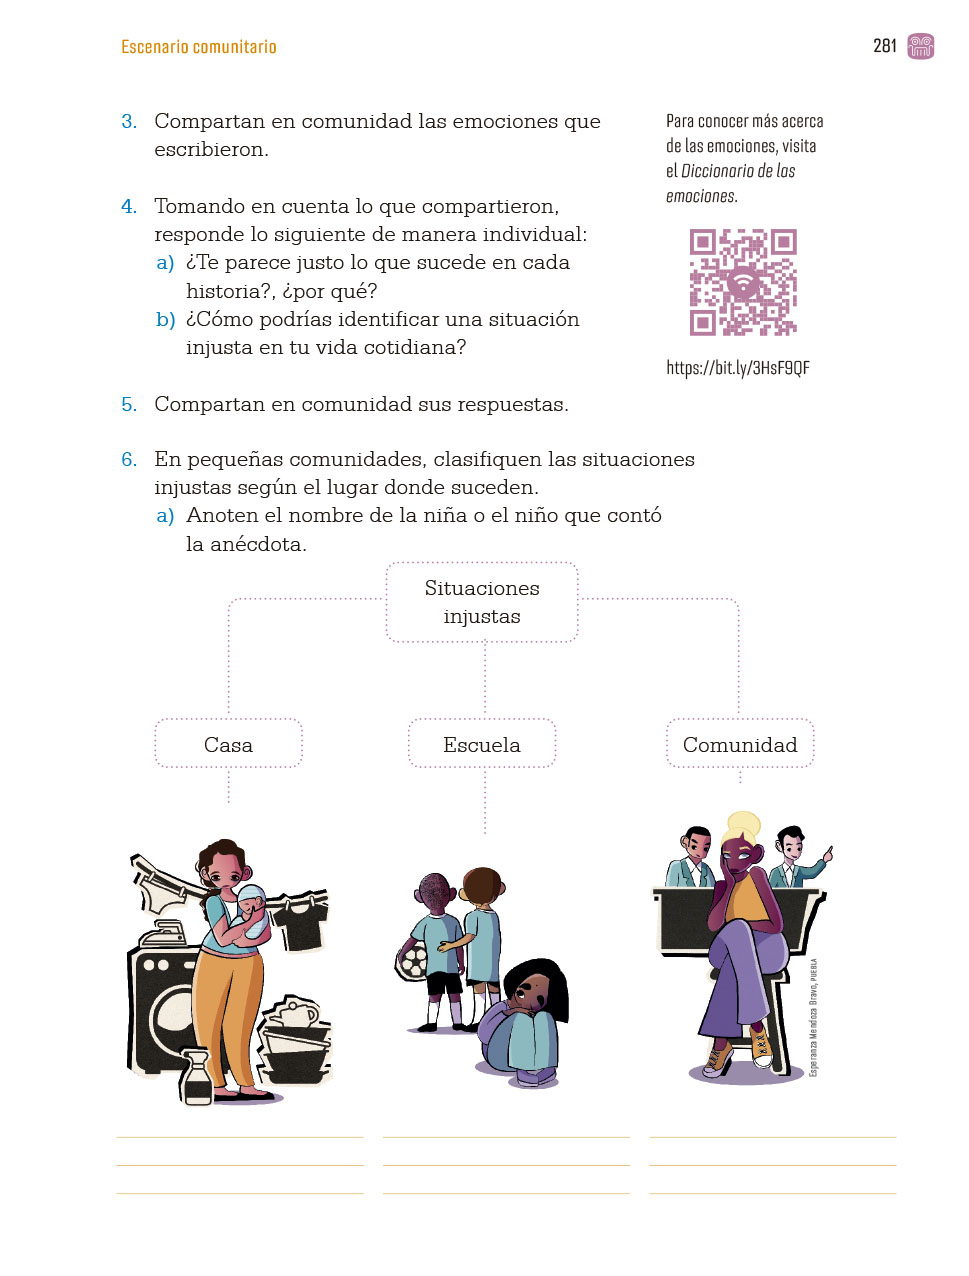 Escenario comunitario
281
3. Compartan en comunidad las emociones que
escribieron.
4. Tomando en cuenta lo que compartieron,
responde lo siguiente de manera individual:
a) ¿Te parece justo lo que sucede en cada
historia?, ¿por qué?
b) ¿Cómo podrías identificar una situación
injusta en tu vida cotidiana?
5. Compartan en comunidad sus respuestas.
Para conocer más acerca
de las emociones, visita
el Diccionario de las
emociones.
https://bit.ly/3HsF9QF
6. En pequeñas comunidades, clasifiquen las situaciones
injustas según el lugar donde suceden.
a) Anoten el nombre de la niña o el niño que contó
la anécdota.
Situaciones
injustas
Casa
Escuela
Comunidad
Esperanza Mendoza Bravo, PUEBLA